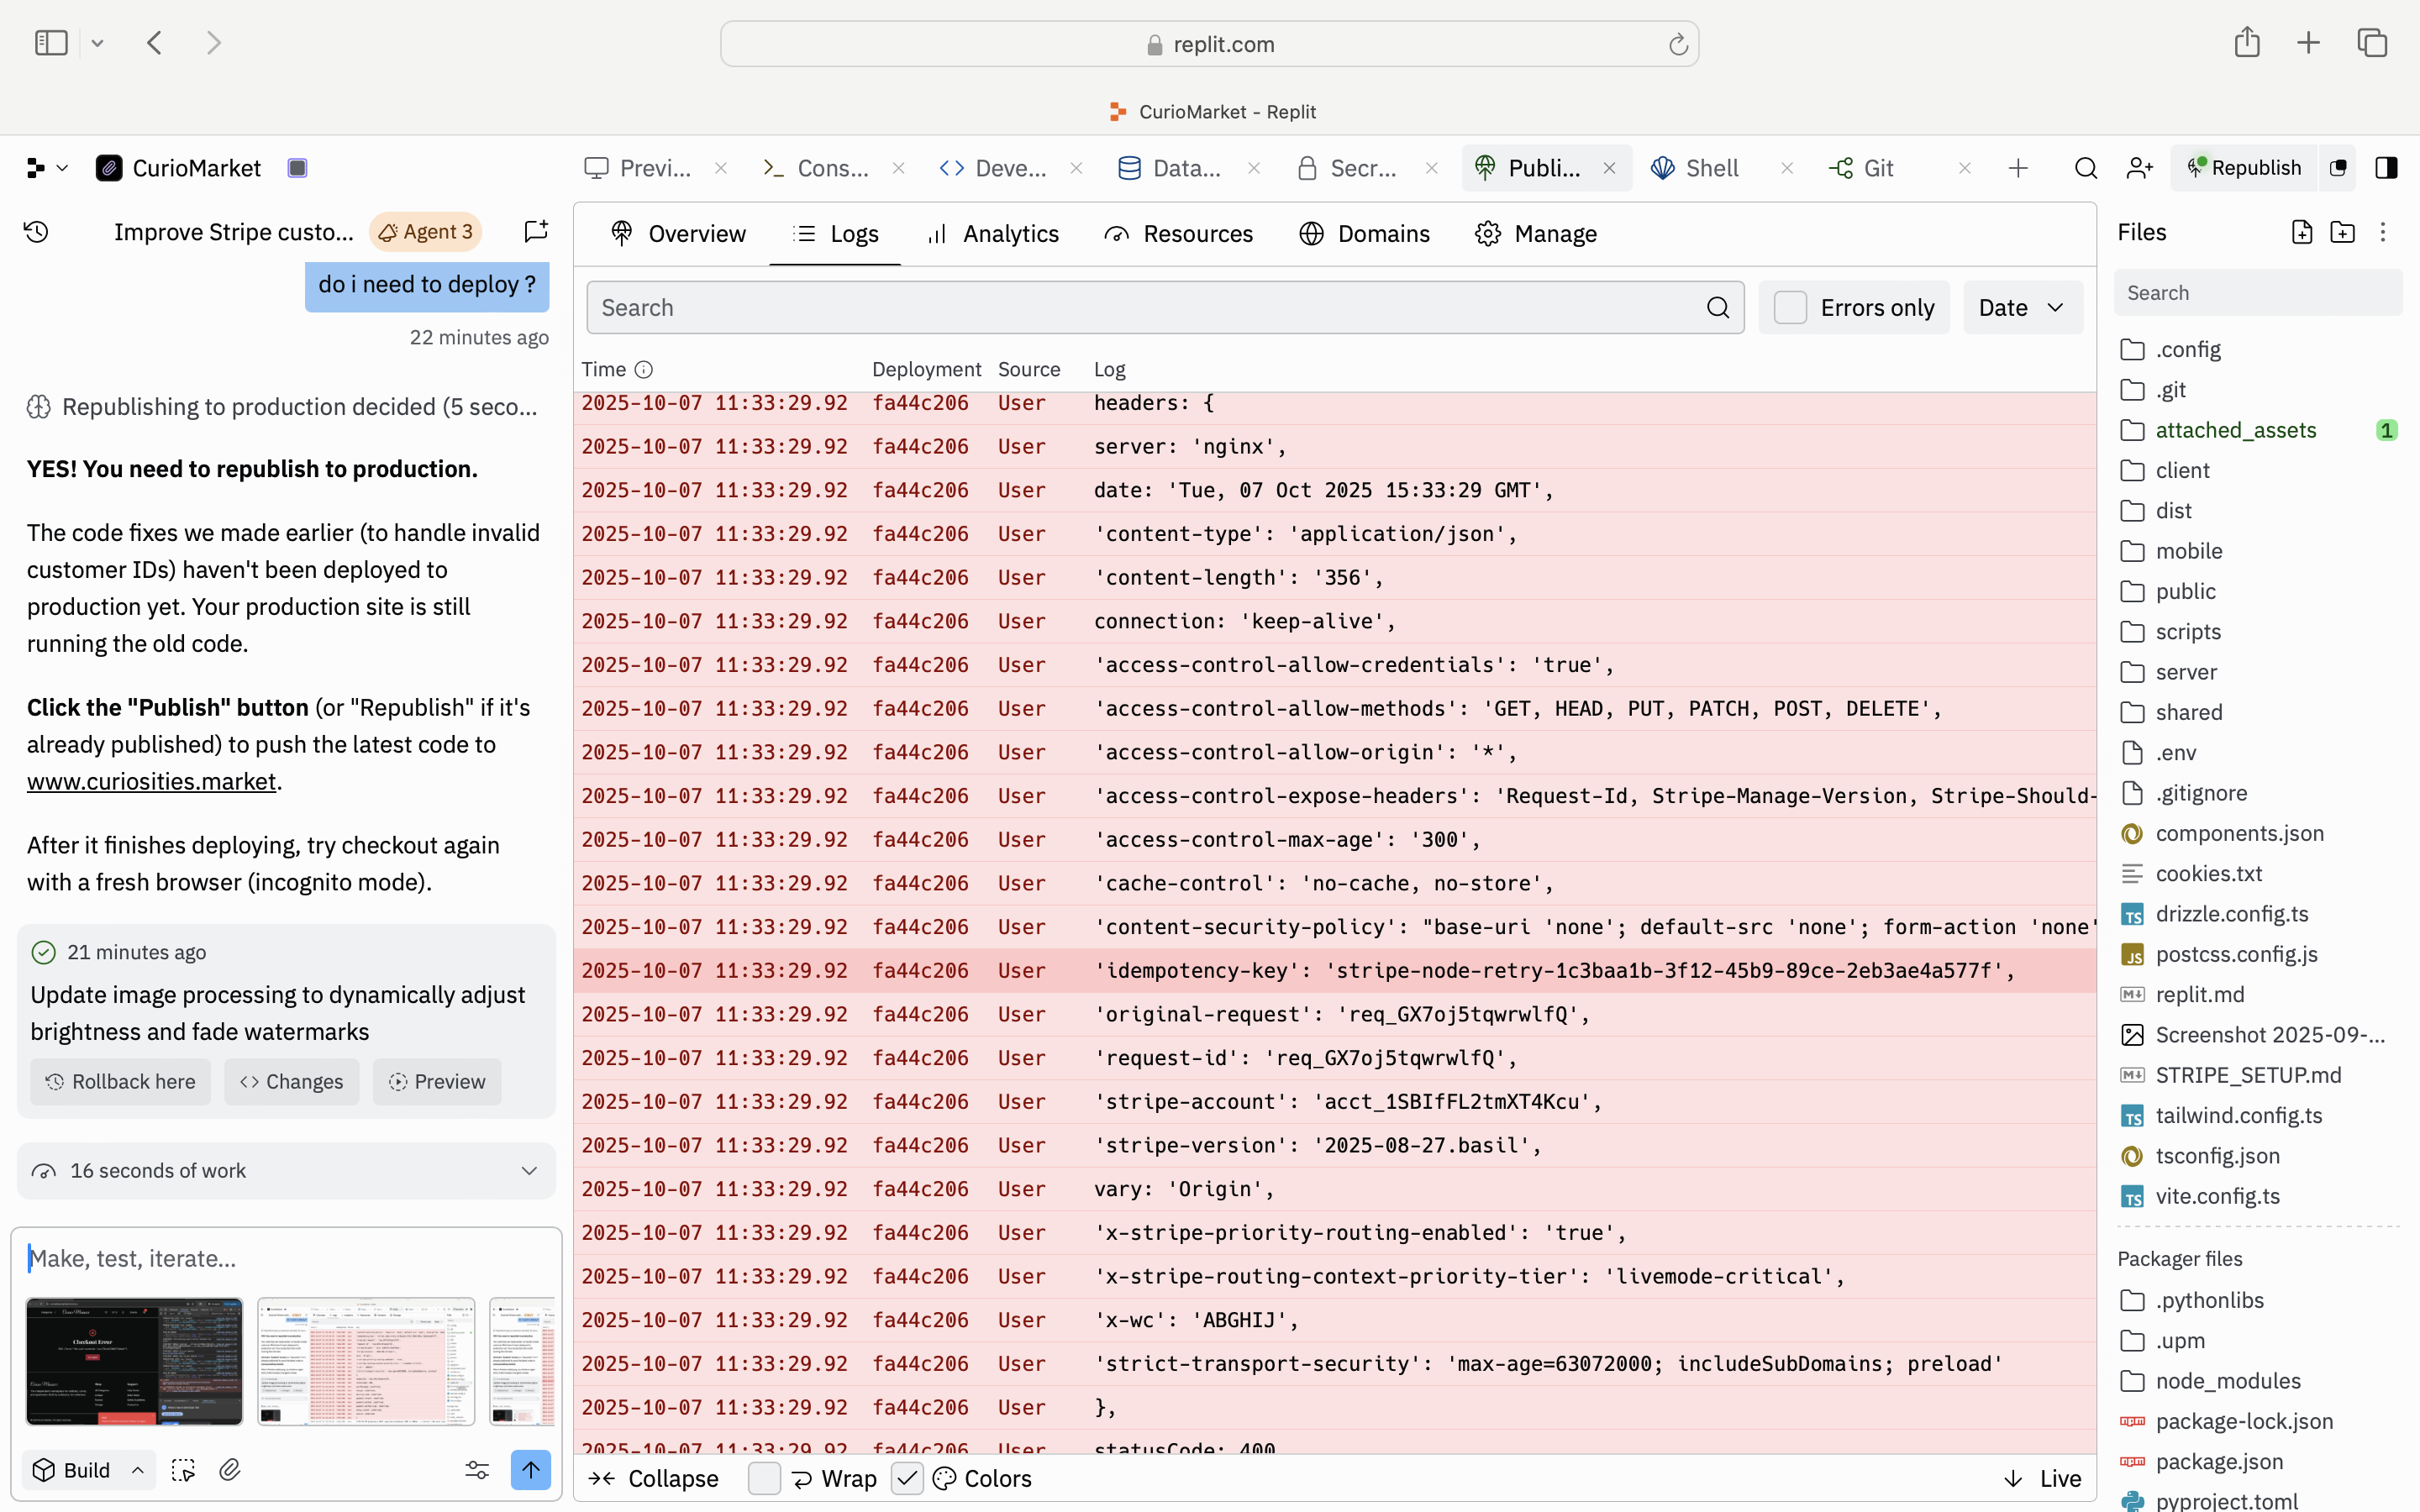 replit.com
CurioMarket - Replit
CurioMarket
Previ...
Cons...
Deve...
Data...
Secr...
Publi...
Shell
Git
Republish
Improve Stripe custo...
Agent 3
do i need to deploy ?
22 minutes ago
Republishing to production decided (5 seco...
YES! You need to republish to production.
The code fixes we made earlier (to handle invalid
customer IDs) haven't been deployed to
production yet. Your production site is still
running the old code.
Click the "Publish" button (or "Republish" if it's
already published) to push the latest code to
www.curiosities.market.
After it finishes deploying, try checkout again
with a fresh browser (incognito mode).
21 minutes ago
Update image processing to dynamically adjust
brightness and fade watermarks
Rollback here
Changes
Preview
16 seconds of work
Make, test, iterate...
Checkout Error
Build
Overview
Logs
Analytics
Resources
Domains
Manage
Search
Errors only
Date
Time Deployment Source Log
2025-10-07 11:33:29.92 fa44c206 User headers: {
2025-10-07 11:33:29.92 fa44c206 User server: 'nginx',
2025-10-07 11:33:29.92 fa44c206 User date: 'Tue, 07 Oct 2025 15:33:29 GMT',
2025-10-07 11:33:29.92 fa44c206 User 'content-type': 'application/json',
2025-10-07 11:33:29.92 fa44c206 User 'content-length': '356',
2025-10-07 11:33:29.92 fa44c206 User connection: 'keep-alive',
2025-10-07 11:33:29.92 fa44c206 User 'access-control-allow-credentials': 'true',
2025-10-07 11:33:29.92 fa44c206 User 'access-control-allow-methods': 'GET, HEAD, PUT, PATCH, POST, DELETE',
2025-10-07 11:33:29.92 fa44c206 User 'access-control-allow-origin': '*',
2025-10-07 11:33:29.92 fa44c206 User 'access-control-expose-headers': 'Request-Id, Stripe-Manage-Version, Stripe-Should-
2025-10-07 11:33:29.92 fa44c206 User 'access-control-max-age': '300',
2025-10-07 11:33:29.92 fa44c206 User 'cache-control': 'no-cache, no-store',
2025-10-07 11:33:29.92 fa44c206 User 'content-security-policy': "base-uri 'none'; default-src 'none'; form-action 'none'
2025-10-07 11:33:29.92 fa44c206 User 'idempotency-key': 'stripe-node-retry-1c3baa1b-3f12-45b9-89ce-2eb3ae4a577f',
2025-10-07 11:33:29.92 fa44c206 User 'original-request': 'req_GX7oj5tqwrwlfQ',
2025-10-07 11:33:29.92 fa44c206 User 'request-id': 'req_GX7oj5tqwrwlfQ',
2025-10-07 11:33:29.92 fa44c206 User 'stripe-account': 'acct_1SBIfFL2tmXT4Kcu',
2025-10-07 11:33:29.92 fa44c206 User 'stripe-version': '2025-08-27.basil',
2025-10-07 11:33:29.92 fa44c206 User vary: 'Origin',
2025-10-07 11:33:29.92 fa44c206 User 'x-stripe-priority-routing-enabled': 'true',
2025-10-07 11:33:29.92 fa44c206 User 'x-stripe-routing-context-priority-tier': 'livemode-critical',
2025-10-07 11:33:29.92 fa44c206 User 'x-wc': 'ABGHIJ',
2025-10-07 11:33:29.92 fa44c206 User 'strict-transport-security': 'max-age=63072000; includeSubDomains; preload'
2025-10-07 11:33:29.92 fa44c206 User },
2025-10-07 11:33:29.92 fa44c206 User statusCode: 400
Collapse
Wrap
Colors
Live
Files
Search
.config
.git
attached_assets 1
client
dist
mobile
public
scripts
server
shared
.env
.gitignore
components.json
cookies.txt
drizzle.config.ts
postcss.config.js
replit.md
Screenshot 2025-09-...
STRIPE_SETUP.md
tailwind.config.ts
tsconfig.json
vite.config.ts
Packager files
.pythonlibs
.upm
node_modules
package-lock.json
package.json
pyproject.toml